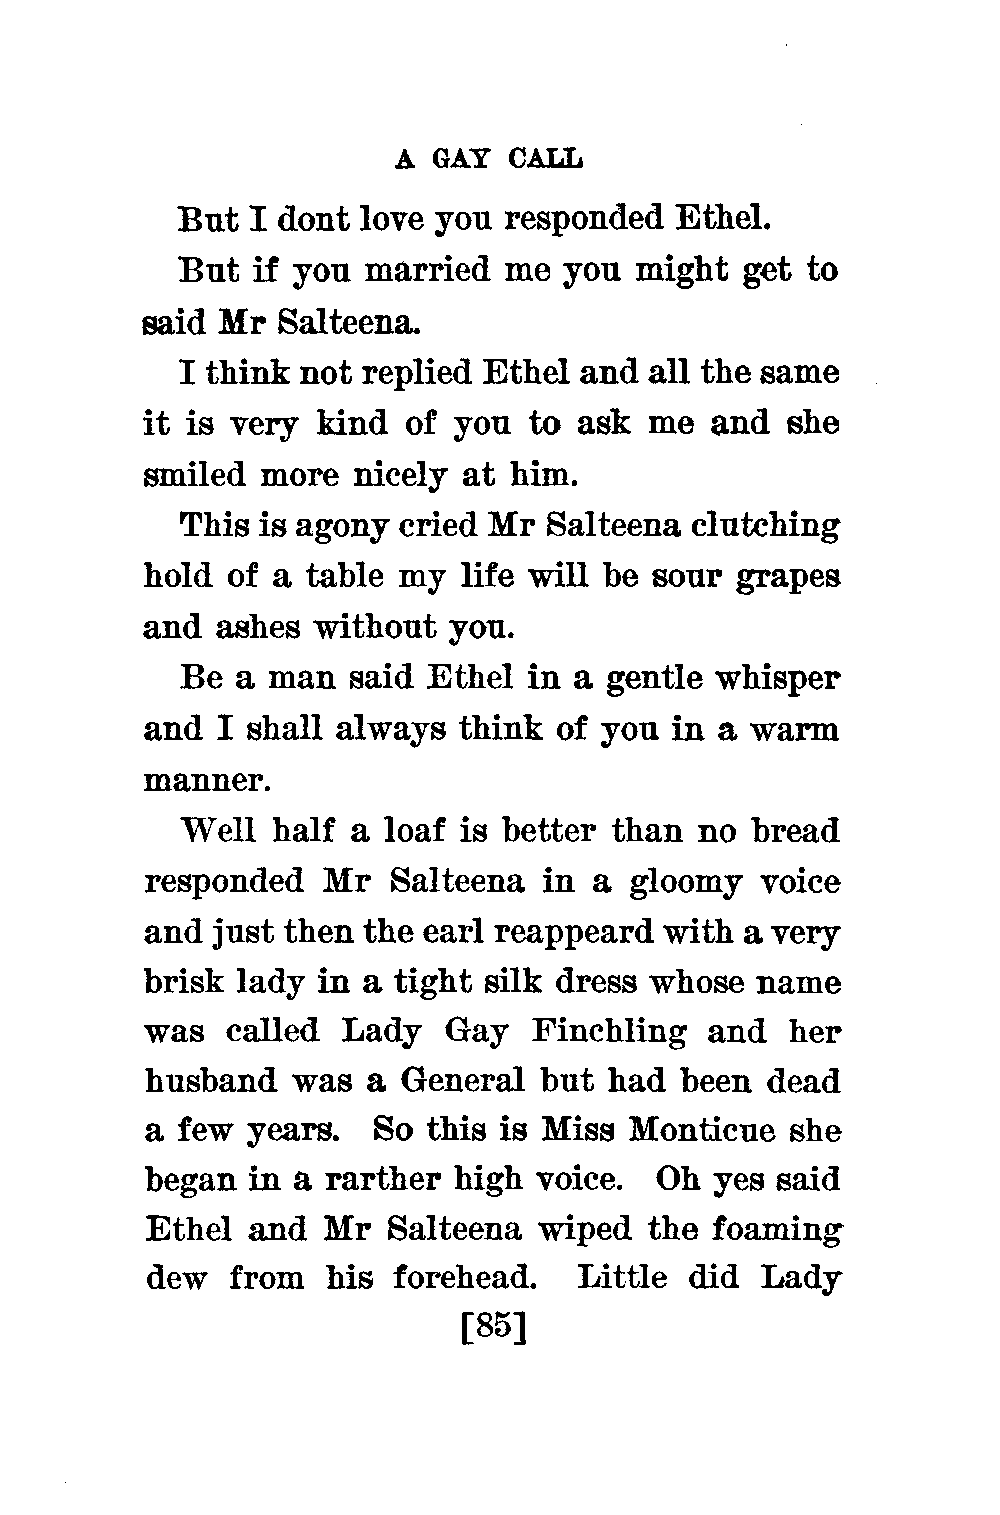 A GAY CALL
But I dont love you responded Ethel.
But if you married me you might get to
said Mr Salteena.
I think not replied Ethel and all the same
it is very kind of you to ask me and she
smiled more nicely at him.
This is agony cried Mr Salteena clutching
hold of a table my life will be sour grapes
and ashes without you.
Be a man said Ethel in a gentle whisper
and I shall always think of you in a warm
manner.
Well half a loaf is better than no bread
responded Mr Salteena in a gloomy voice
and just then the earl reappeard with a very
brisk lady in a tight silk dress whose name
was called Lady Gay Finchling and her
husband was a General but had been dead
a few years. So this is Miss Monticue she
began in a rarther high voice. Oh yes said
Ethel and Mr Salteena wiped the foaming
dew from his forehead. Little did Lady
[85]